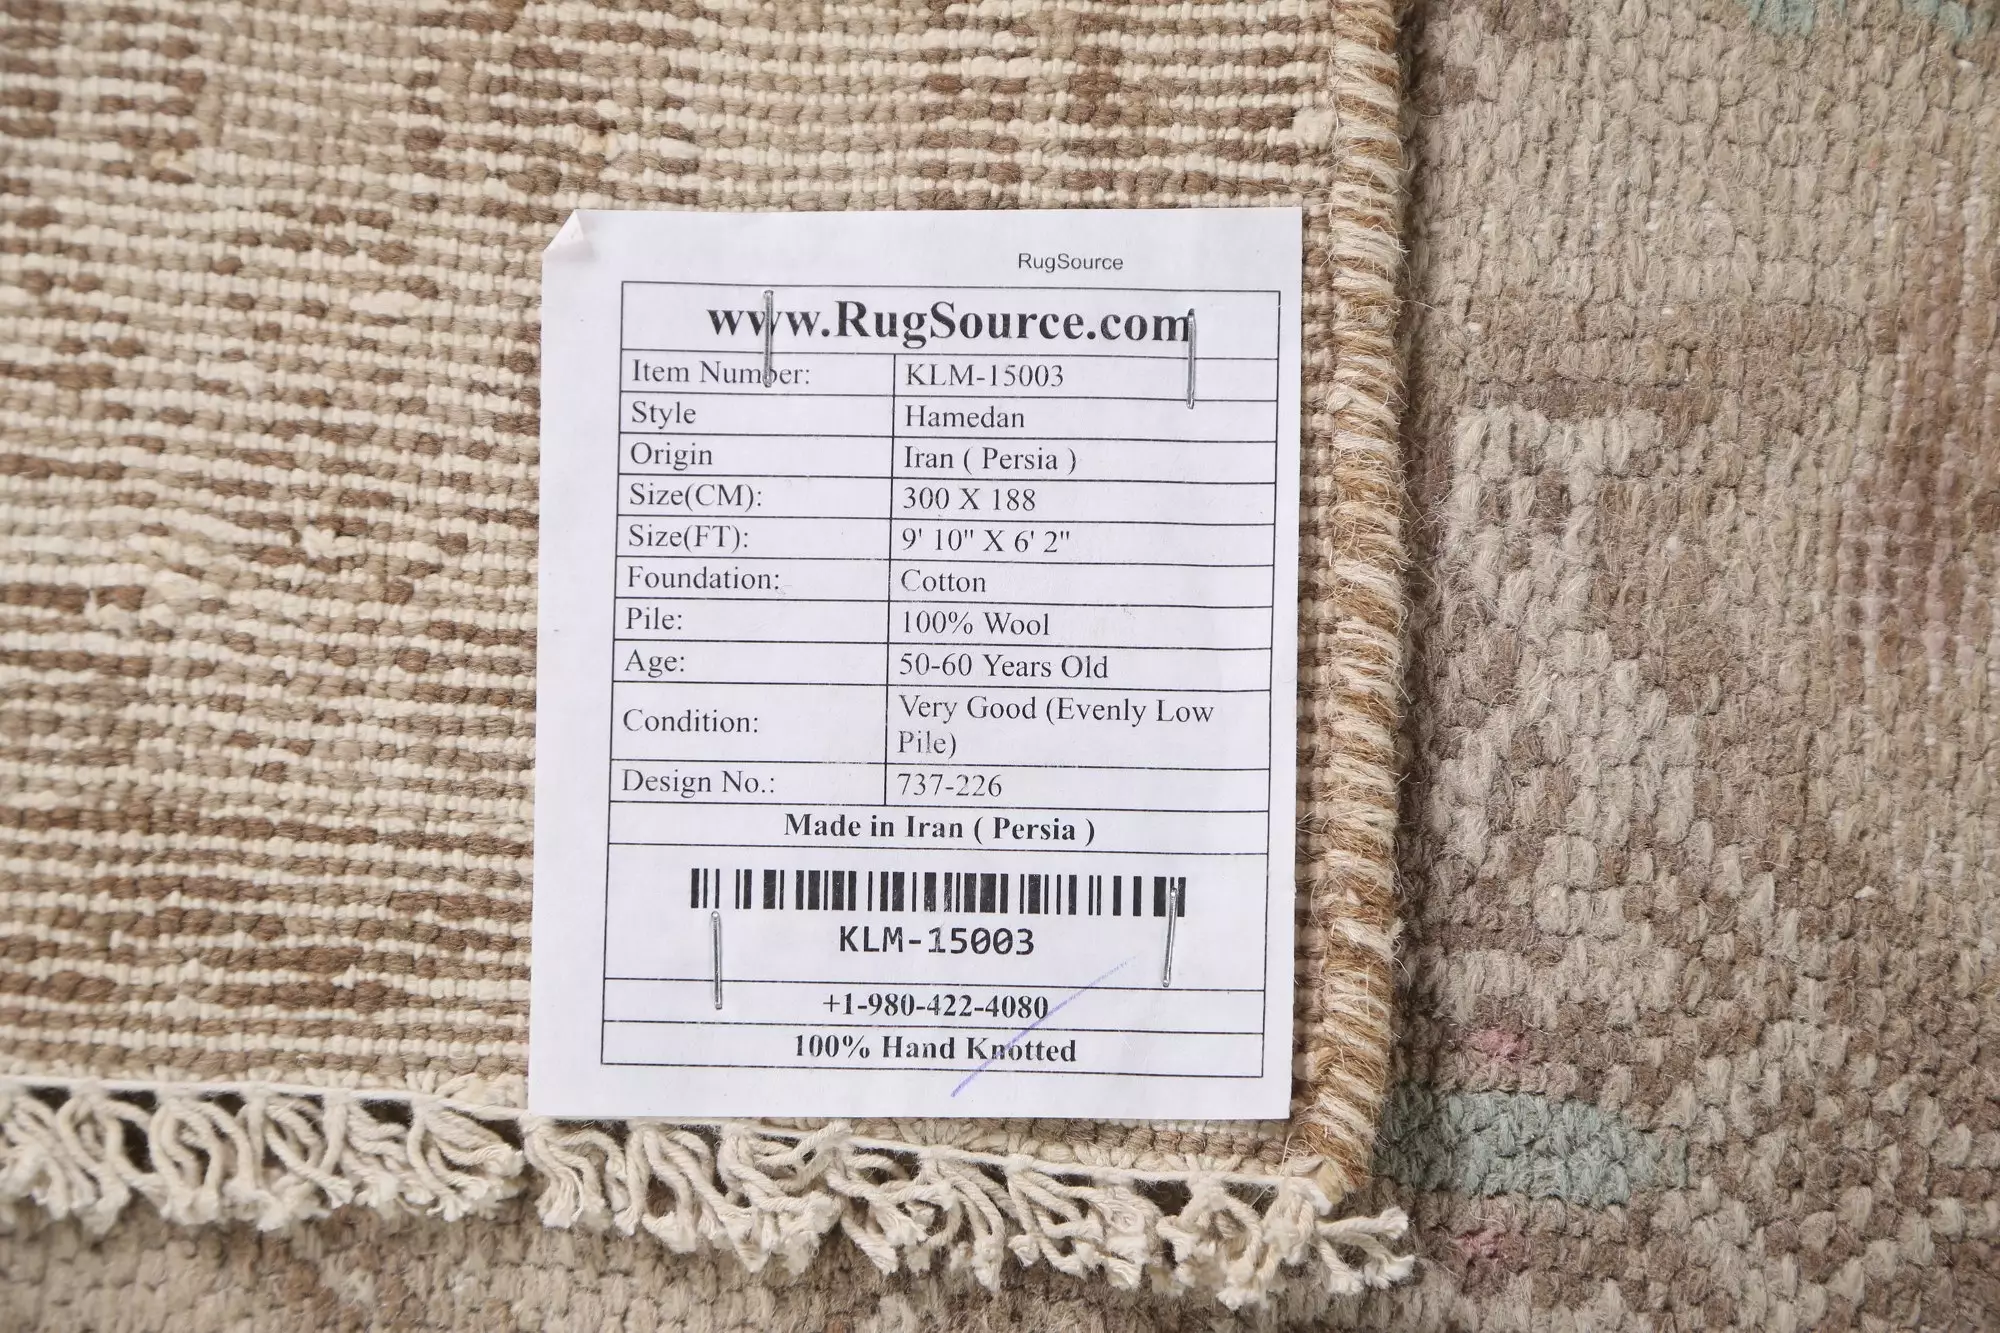 RugSource
www.RugSource.com
Item Number: KLM-15003
Style Hamedan
Origin Iran ( Persia )
Size(CM): 300 X 188
Size(FT): 9' 10" X 6' 2"
Foundation: Cotton
Pile: 100% Wool
Age: 50-60 Years Old
Condition: Very Good (Evenly Low
Pile)
Design No.: 737-226
Made in Iran ( Persia )
KLM-15003
+1-980-422-4080
100% Hand Knotted